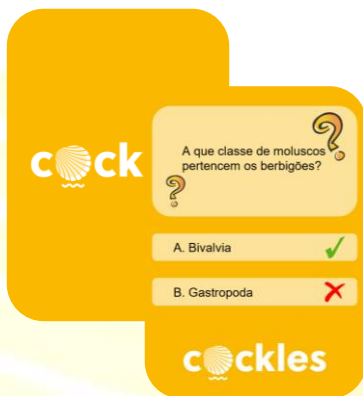 cock
A que classe de moluscos
pertencem os berbigões?
A. Bivalvia
B. Gastropoda
cockles